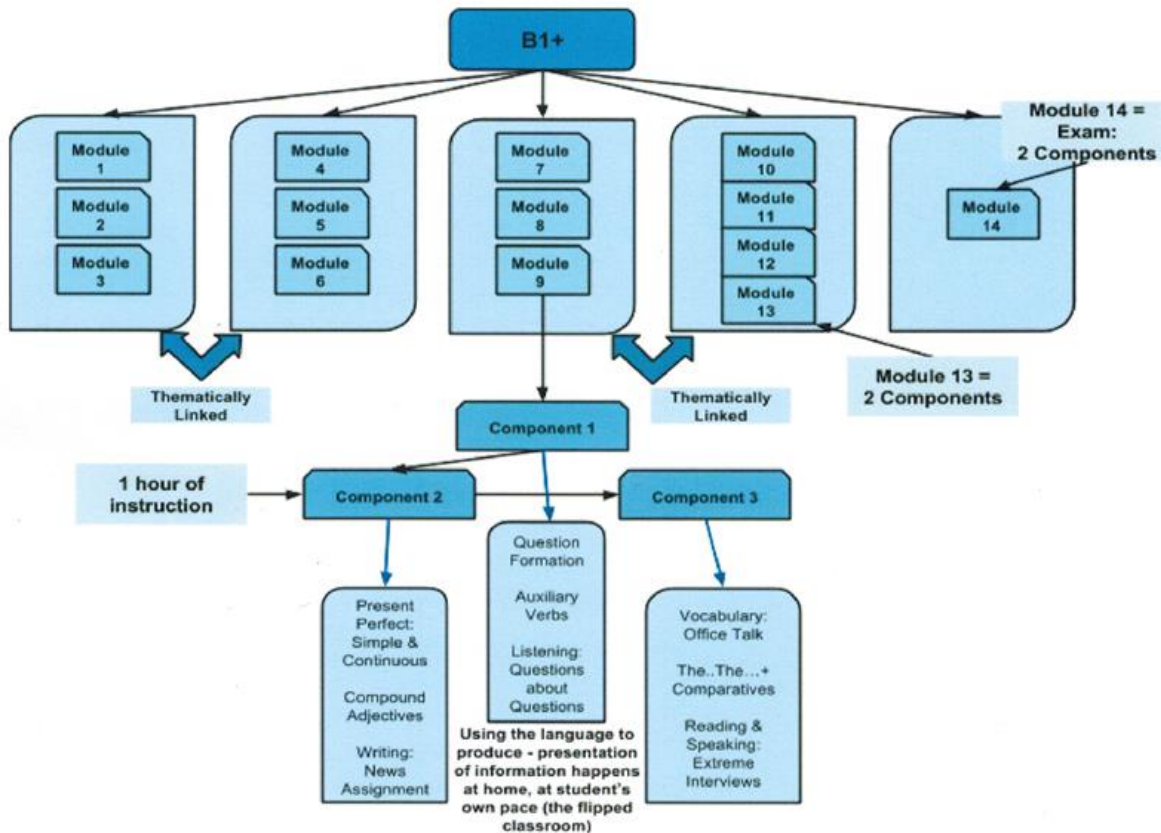 B1+
Module 14 =
Exam:
2 Components
Module
1
Module
2
Module
3
Module
4
Module
5
Module
6
Module
7
Module
8
Module
9
Module
10
Module
11
Module
12
Module
13
Module
14
Thematically
Linked
Thematically
Linked
Module 13 =
2 Components
Component 1
1 hour of
instruction
Component 2
Component 3
Present
Perfect:
Simple &
Continuous
Compound
Adjectives
Writing:
News
Assignment
Question
Formation
Auxiliary
Verbs
Listening:
Questions
about
Questions
Vocabulary:
Office Talk
The..The...+
Comparatives
Reading &
Speaking:
Extreme
Interviews
Using the language to
produce - presentation
of information happens
at home, at student's
own pace (the flipped
classroom)